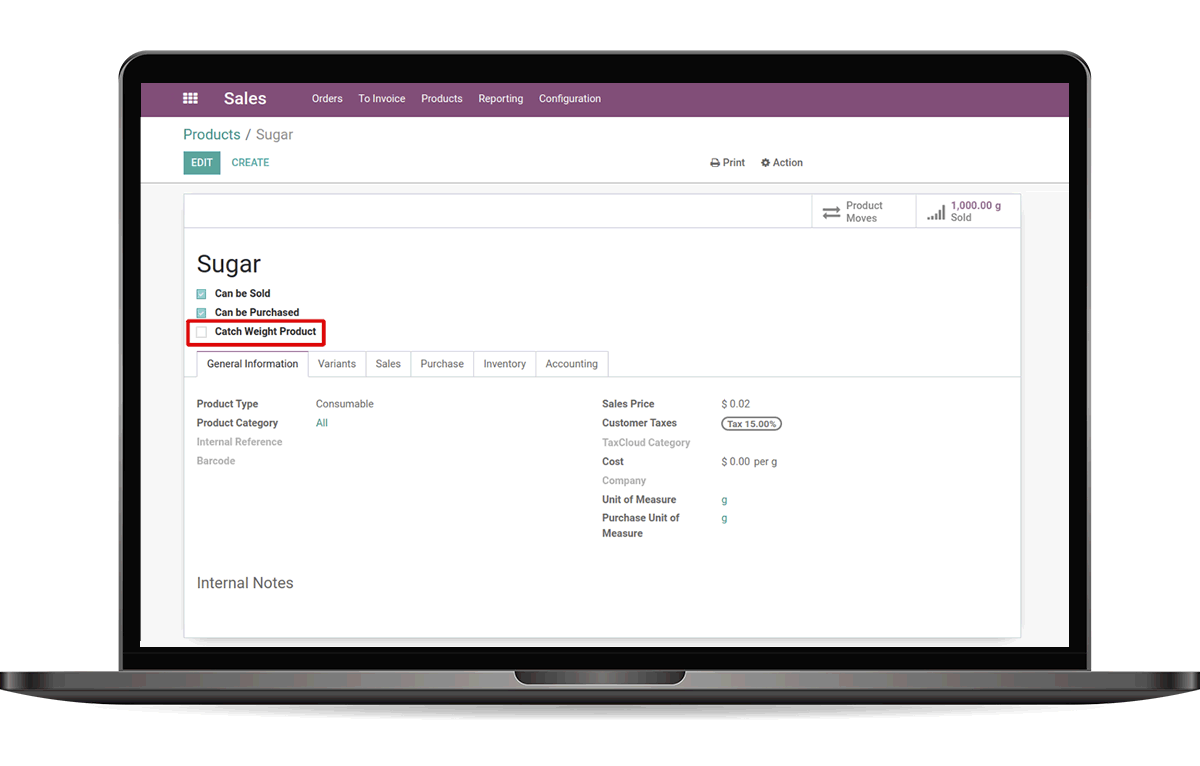 Sales Orders To Invoice Products Reporting Configuration
Products / Sugar
EDIT CREATE Print Action
Product Moves
1,000.00 g Sold
Sugar
Can be Sold
Can be Purchased
Catch Weight Product
General Information Variants Sales Purchase Inventory Accounting
Product Type Consumable
Product Category All
Internal Reference
Barcode
Sales Price $ 0.02
Customer Taxes Tax 15.00%
TaxCloud Category
Cost $ 0.00 per g
Company
Unit of Measure g
Purchase Unit of g
Measure
Internal Notes